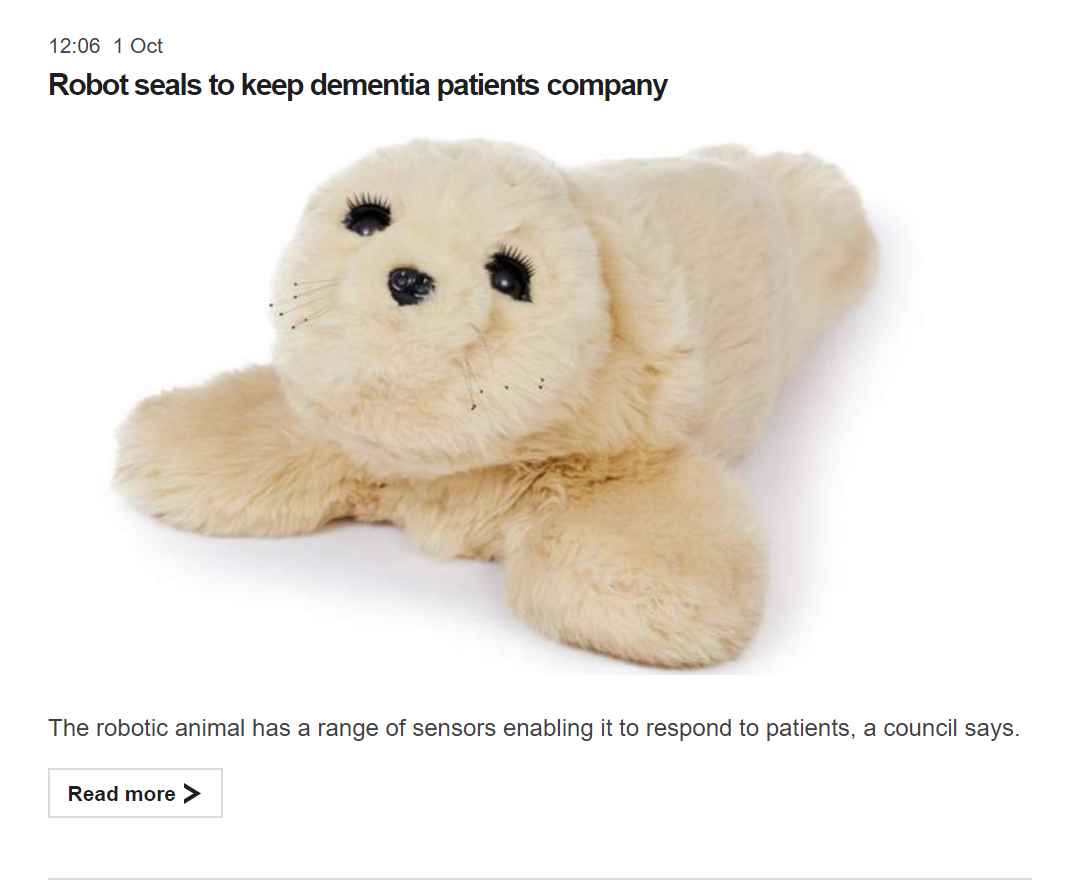 12:06 1 Oct
Robot seals to keep dementia patients company
The robotic animal has a range of sensors enabling it to respond to patients, a council says.
Read more